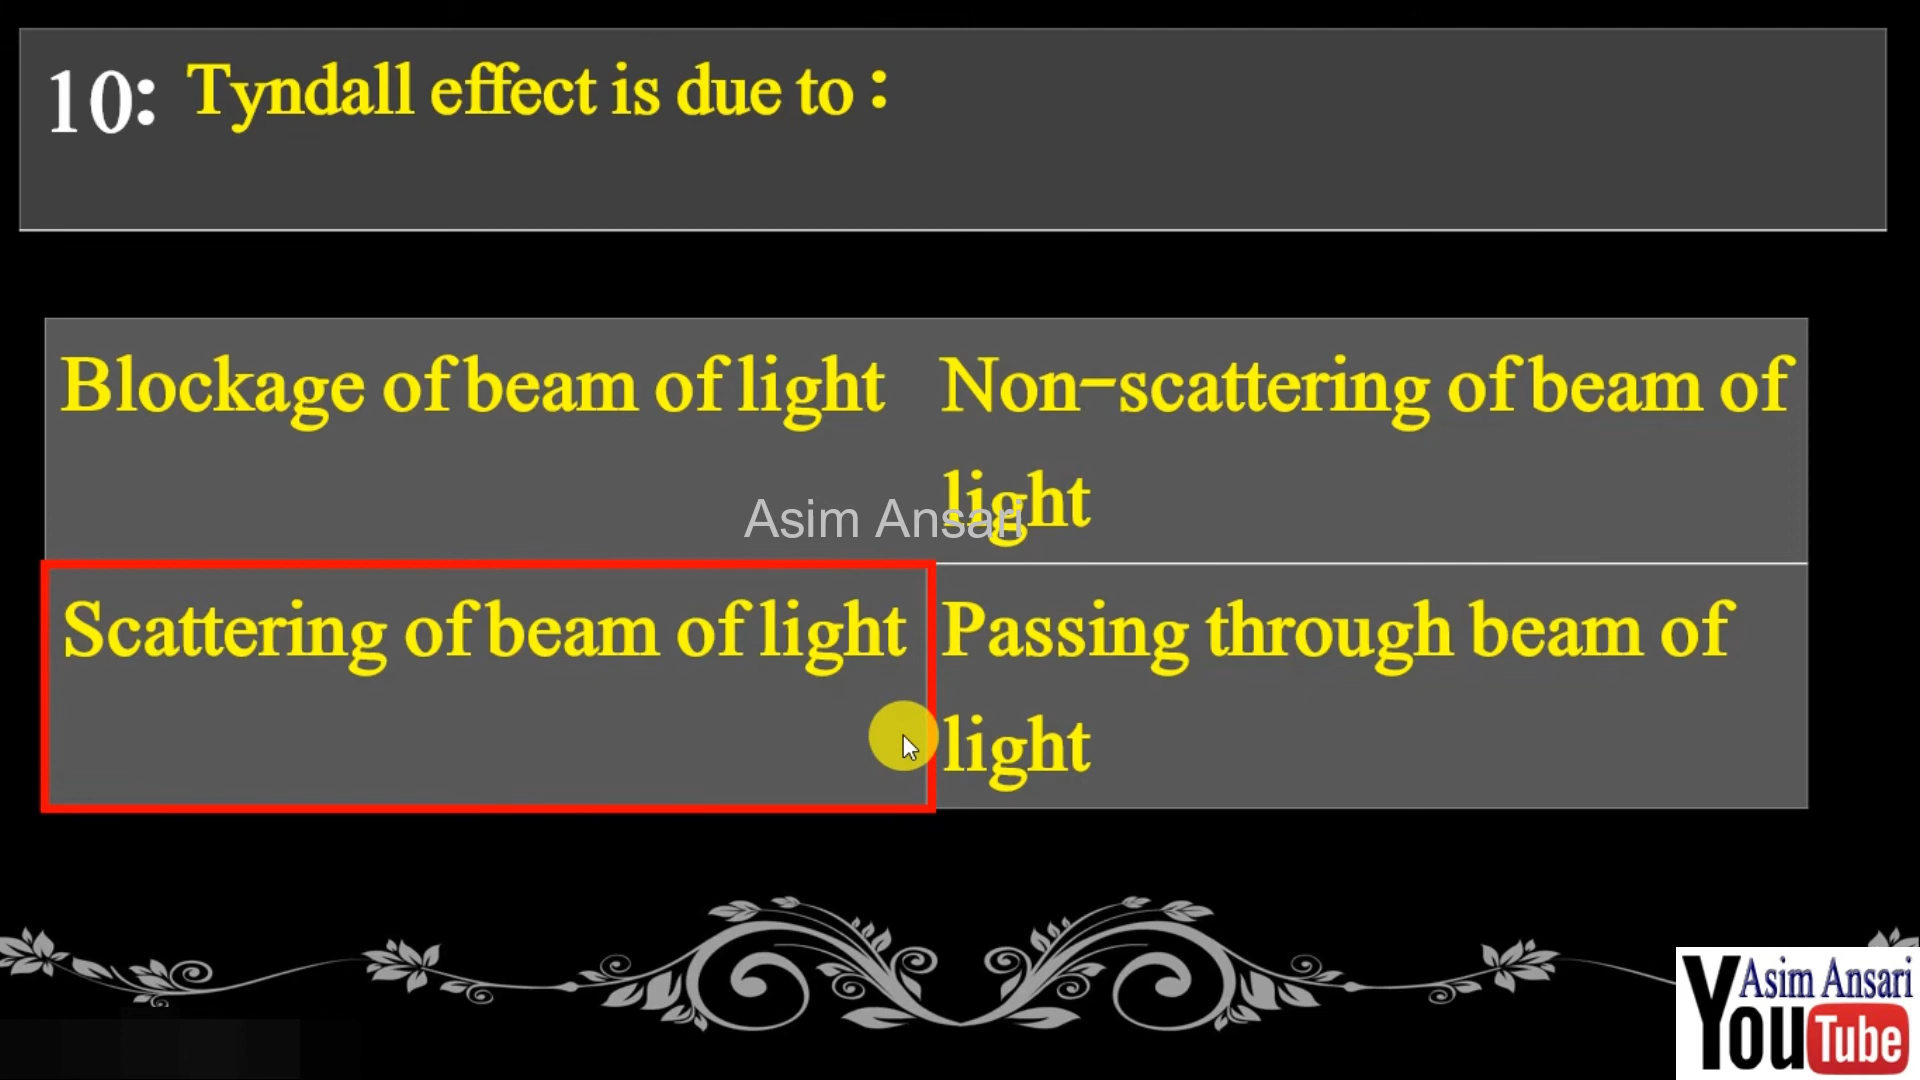 10: Tyndall effect is due to :
Blockage of beam of light
Non-scattering of beam of
light
Asim Ansari
Scattering of beam of light
Passing through beam of
light
Asim Ansari
YouTube